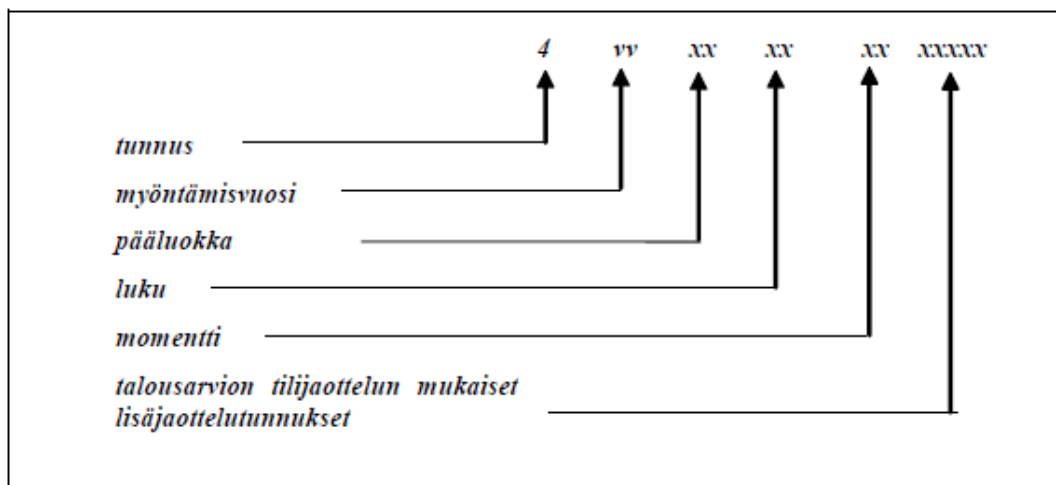 4 vv xx xx xx xxxxx
tunnus
myöntämisvuosi
pääluokka
luku
momentti
talousarvion tilijaottelun mukaiset
lisäjaottelutunnukset